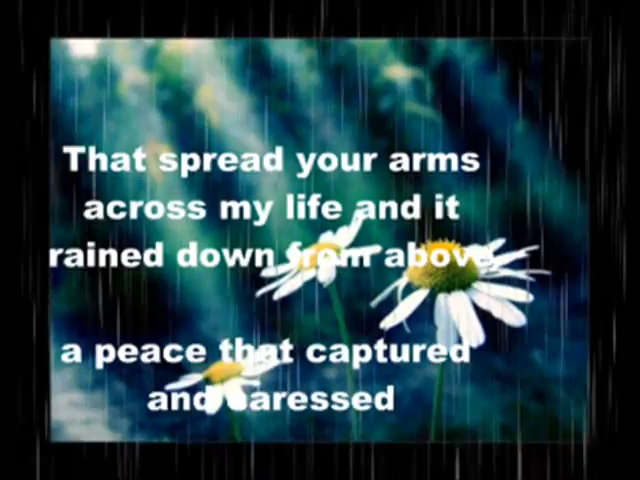 That spread your arms
across my life and it
rained down from above
a peace that captured
and caressed